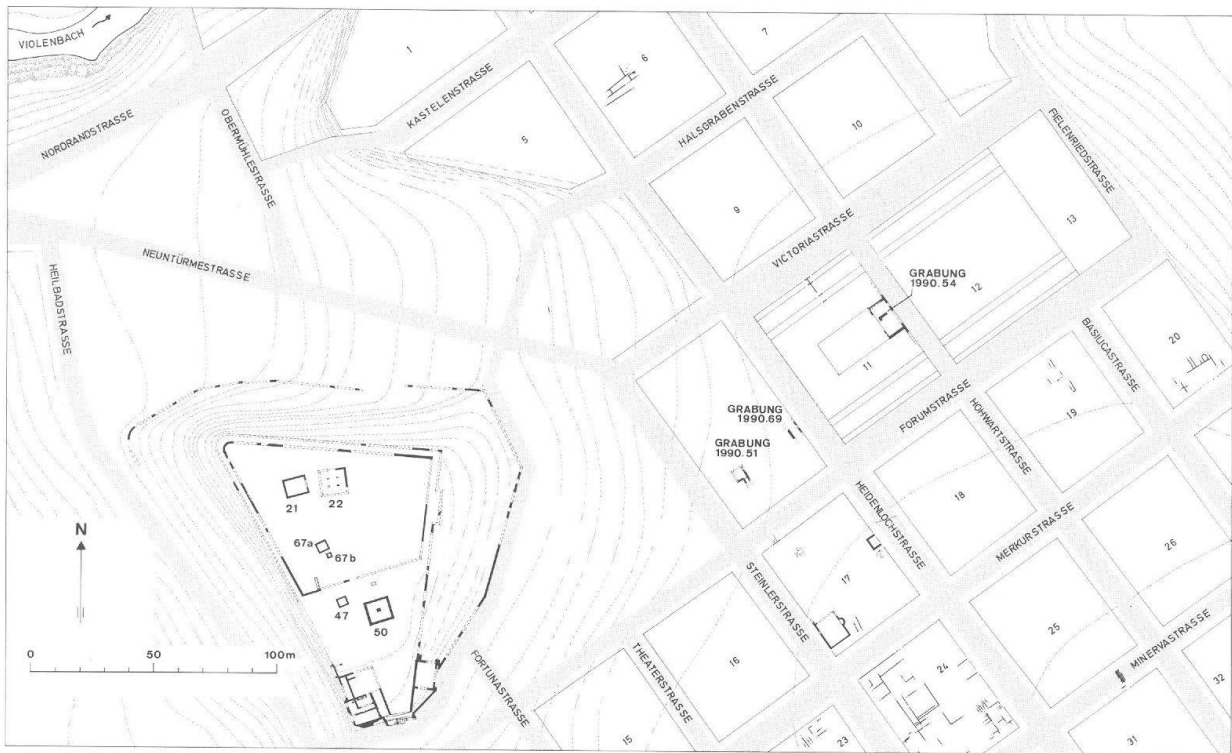 VIOLENBACH
NORDRANDSTRASSE
OBERMÜHLESTRASSE
1
KASTELENSTRASSE
5
6
7
HALSGRABENSTRASSE
10
9
FIELENRIEDSTRASSE
13
VICTORIASTRASSE
NEUNTÜRMESTRASSE
HEILBADSTRASSE
GRABUNG
1990.54
12
11
BASILICASTRASSE
20
GRABUNG
1990.69
GRABUNG
1990.51
FORUMSTRASSE
HOHWARTSTRASSE
19
21
22
67a
67b
47
50
N
0 50 100m
HEIDENLOCHSTRASSE
18
MERKURSTRASSE
26
17
STEINLERSTRASSE
25
MINERVASTRASSE
32
16
THEATERSTRASSE
24
FORTUNASTRASSE
15
23
31